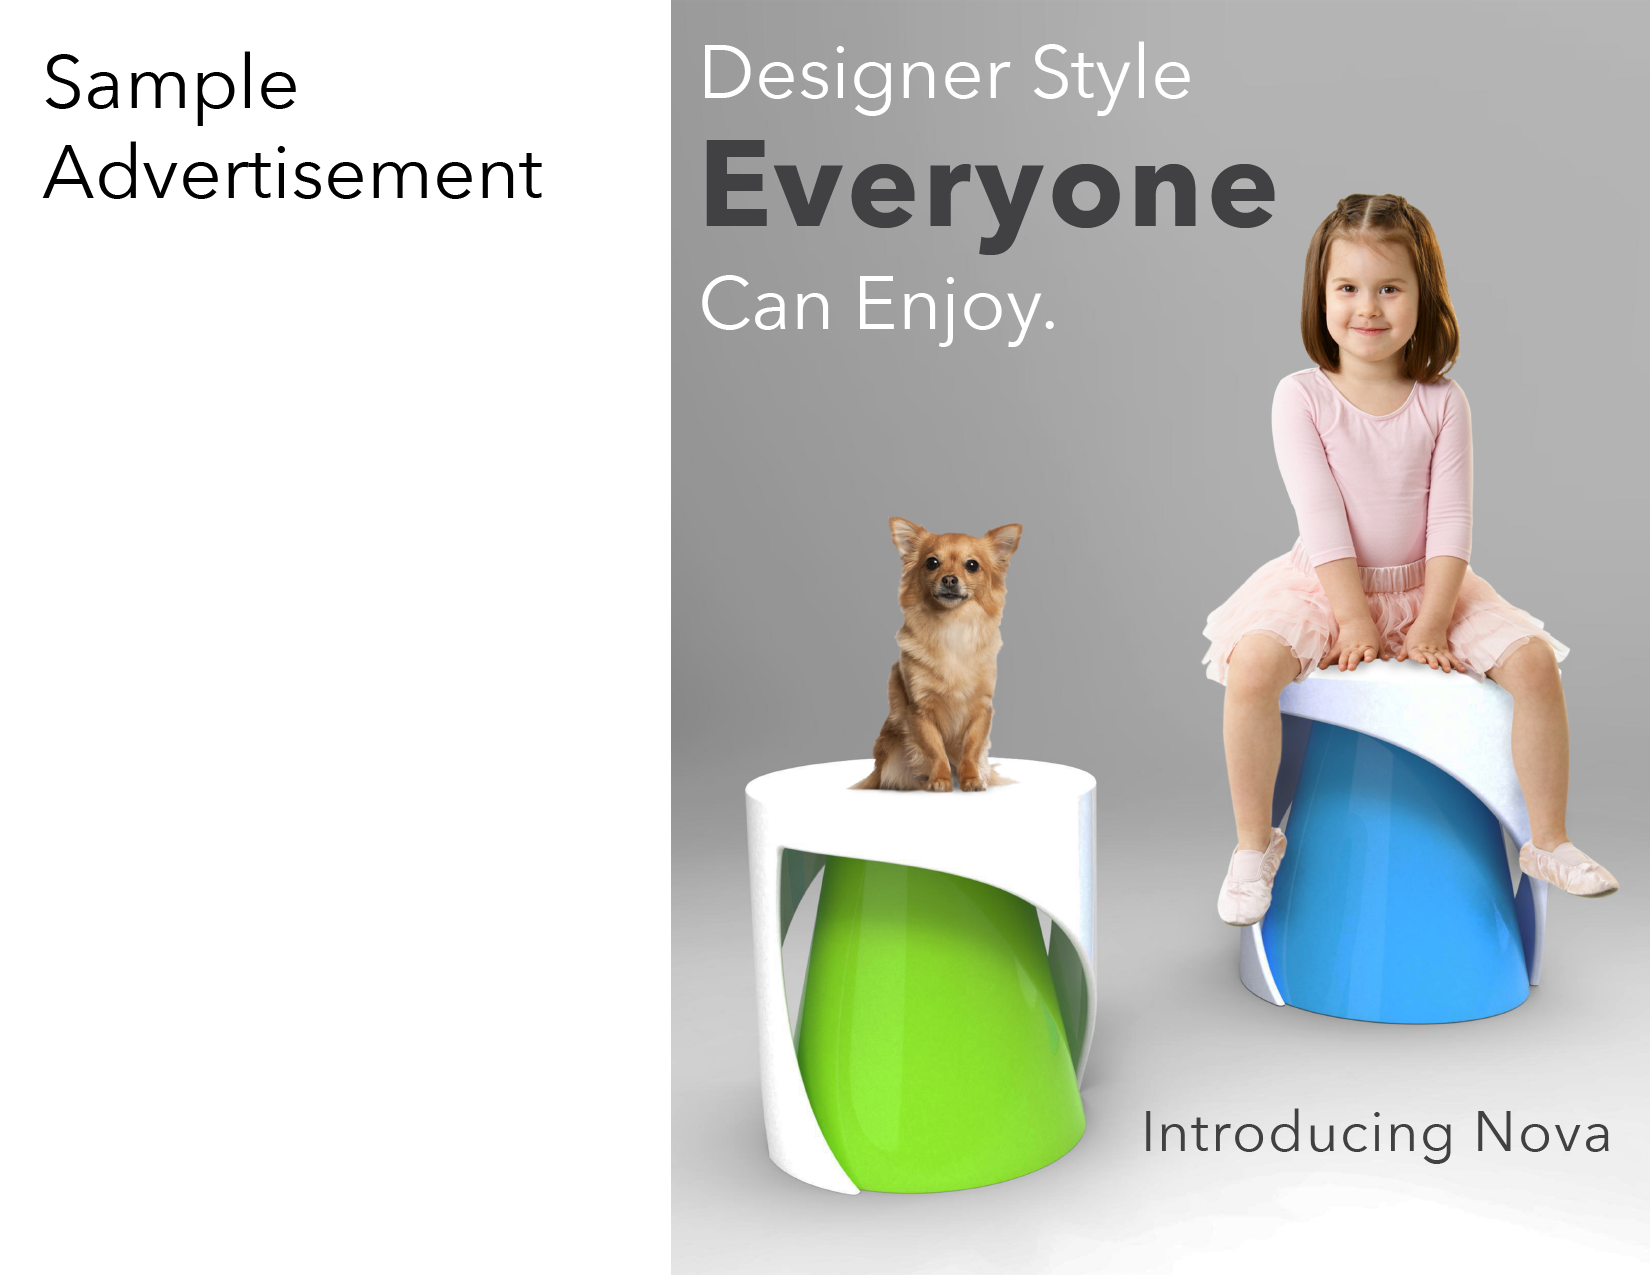 Sample
Advertisement
Designer Style
Everyone
Can Enjoy.
Introducing Nova